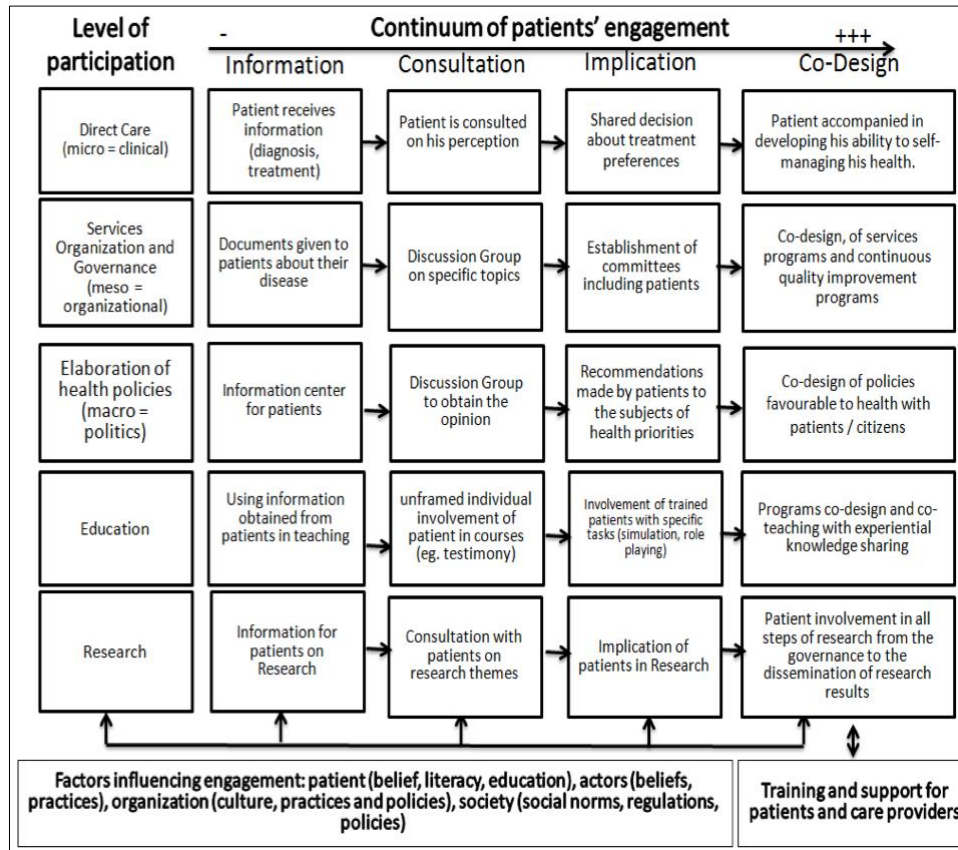 Level of
participation
-
Continuum of patients' engagement
+++
Information
Consultation
Implication
Co-Design
Direct Care
(micro = clinical)
Patient receives
information
(diagnosis,
treatment)
Patient is consulted
on his perception
Shared decision
about treatment
preferences
Patient accompanied in
developing his ability to self-
managing his health.
Services
Organization and
Governance
(meso =
organizational)
Documents given to
patients about their
disease
Discussion Group
on specific topics
Establishment of
committees
including patients
Co-design, of services
programs and continuous
quality improvement
programs
Elaboration of
health policies
(macro =
politics)
Information center
for patients
Discussion Group
to obtain the
opinion
Recommendations
made by patients to
the subjects of
health priorities
Co-design of policies
favourable to health with
patients / citizens
Education
Using information
obtained from
patients in teaching
unframed individual
involvement of
patient in courses
(eg. testimony)
Involvement of trained
patients with specific
tasks (simulation, role
playing)
Programs co-design and co-
teaching with experiential
knowledge sharing
Research
Information for
patients on
Research
Consultation with
patients on
research themes
Implication of
patients in Research
Patient involvement in all
steps of research from the
governance to the
dissemination of research
results
Factors influencing engagement: patient (belief, literacy, education), actors (beliefs,
practices), organization (culture, practices and policies), society (social norms, regulations,
policies)
Training and support for
patients and care providers